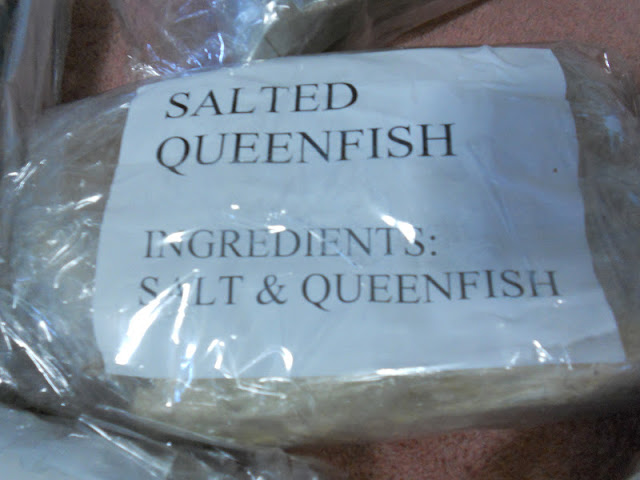 SALTED
QUEENFISH
INGREDIENTS:
SALT & QUEENFISH